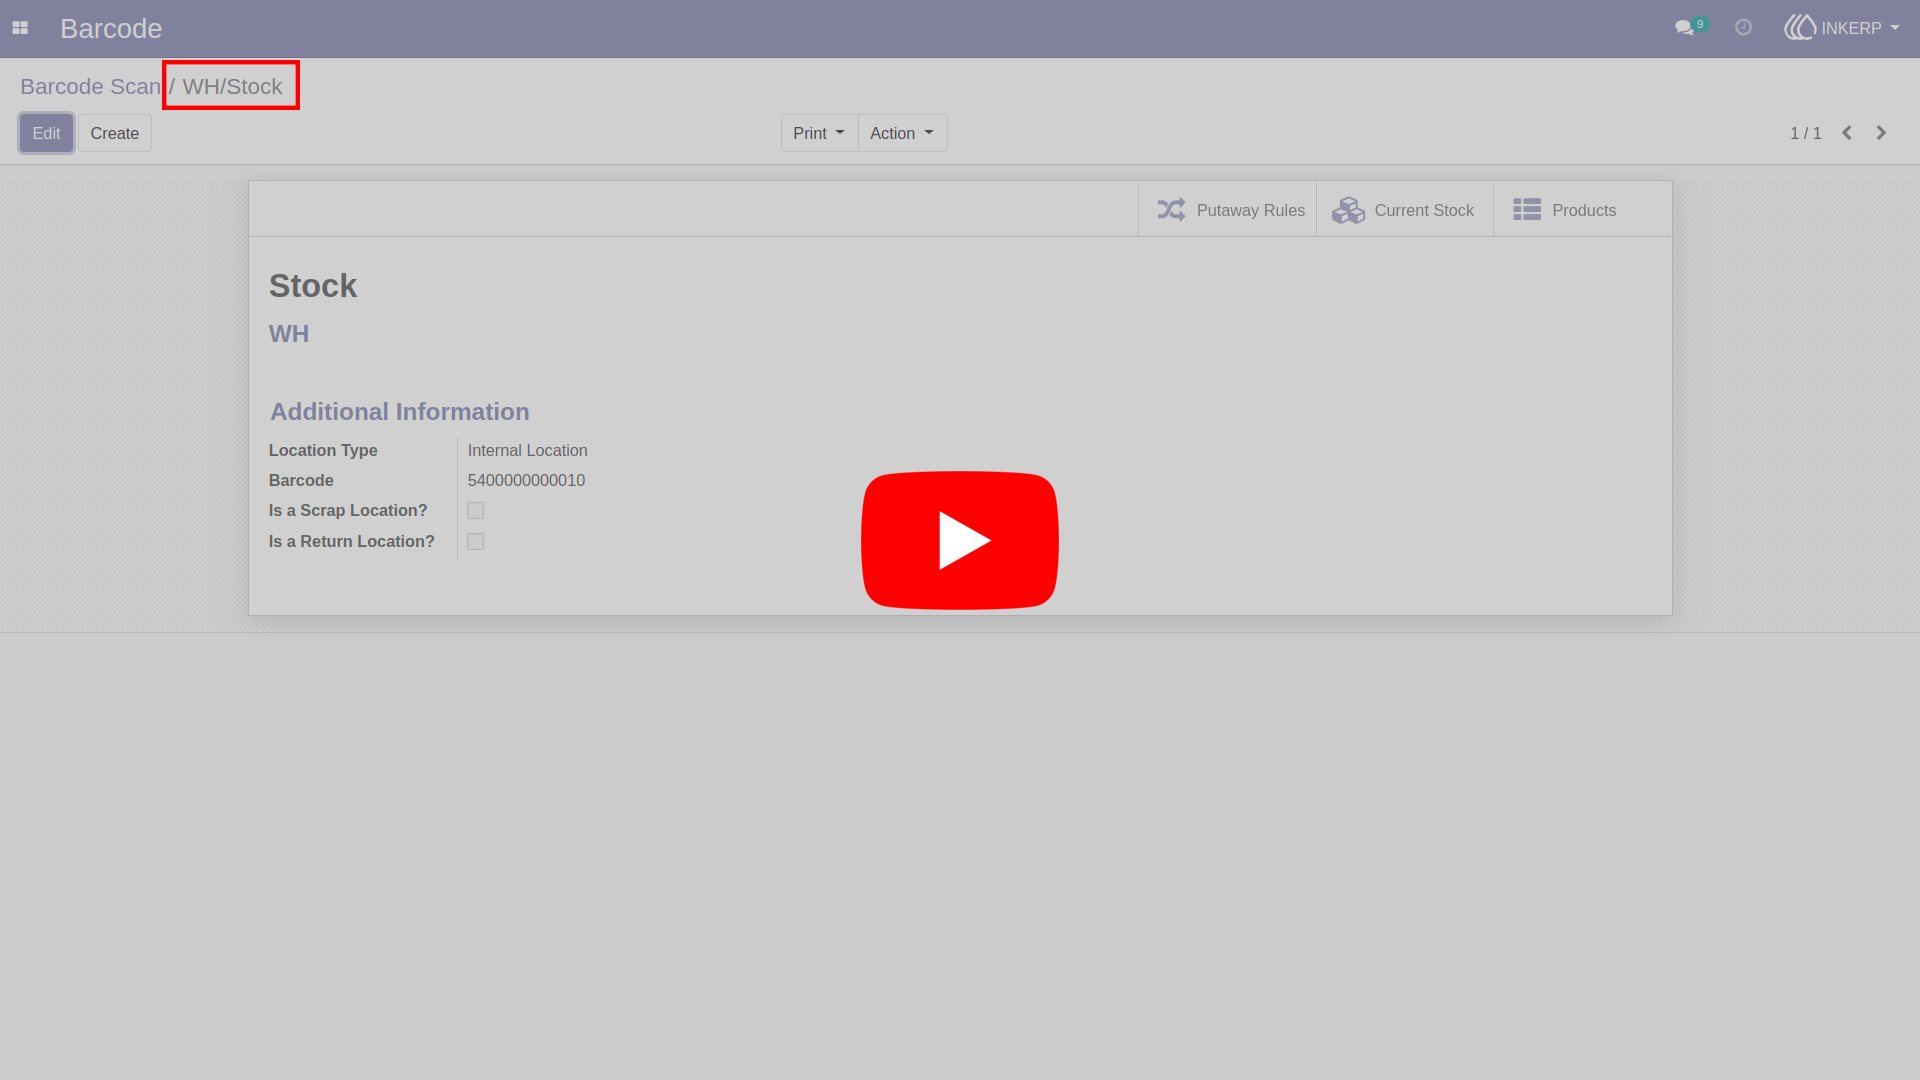 Barcode
9
INKERP
Barcode Scan / WH/Stock
Edit
Create
Print
Action
1 / 1
Putaway Rules
Current Stock
Products
Stock
WH
Additional Information
Location Type Internal Location
Barcode 5400000000010
Is a Scrap Location?
Is a Return Location?